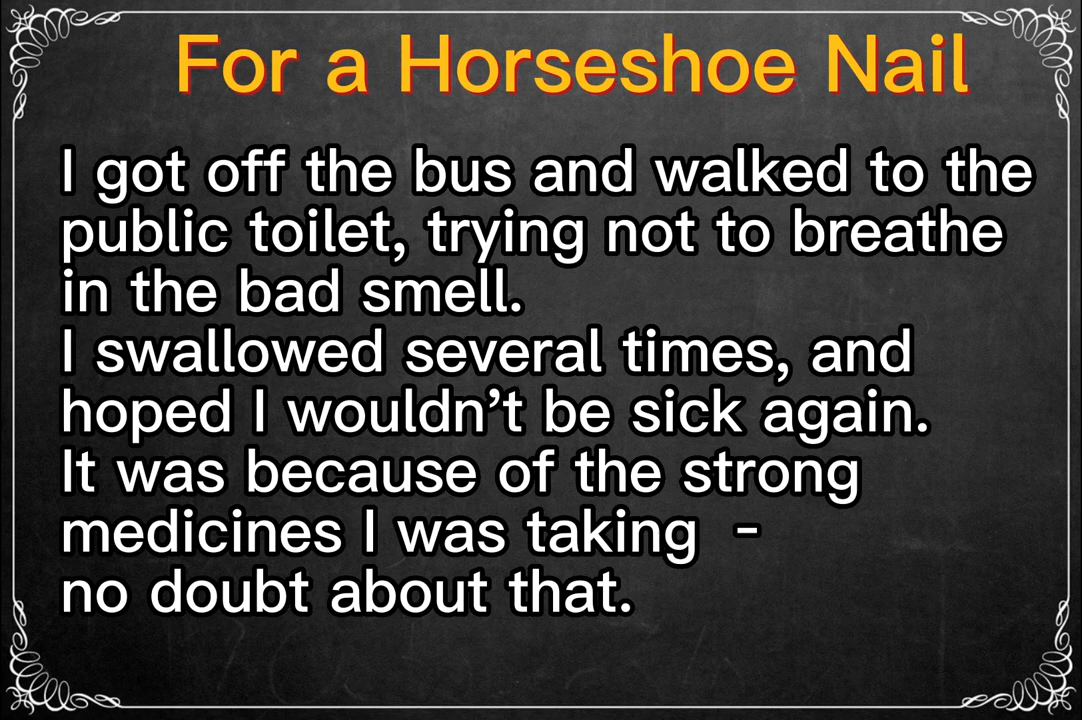 For a Horseshoe Nail
I got off the bus and walked to the
public toilet, trying not to breathe
in the bad smell.
I swallowed several times, and
hoped I wouldn’t be sick again.
It was because of the strong
medicines I was taking  -
no doubt about that.